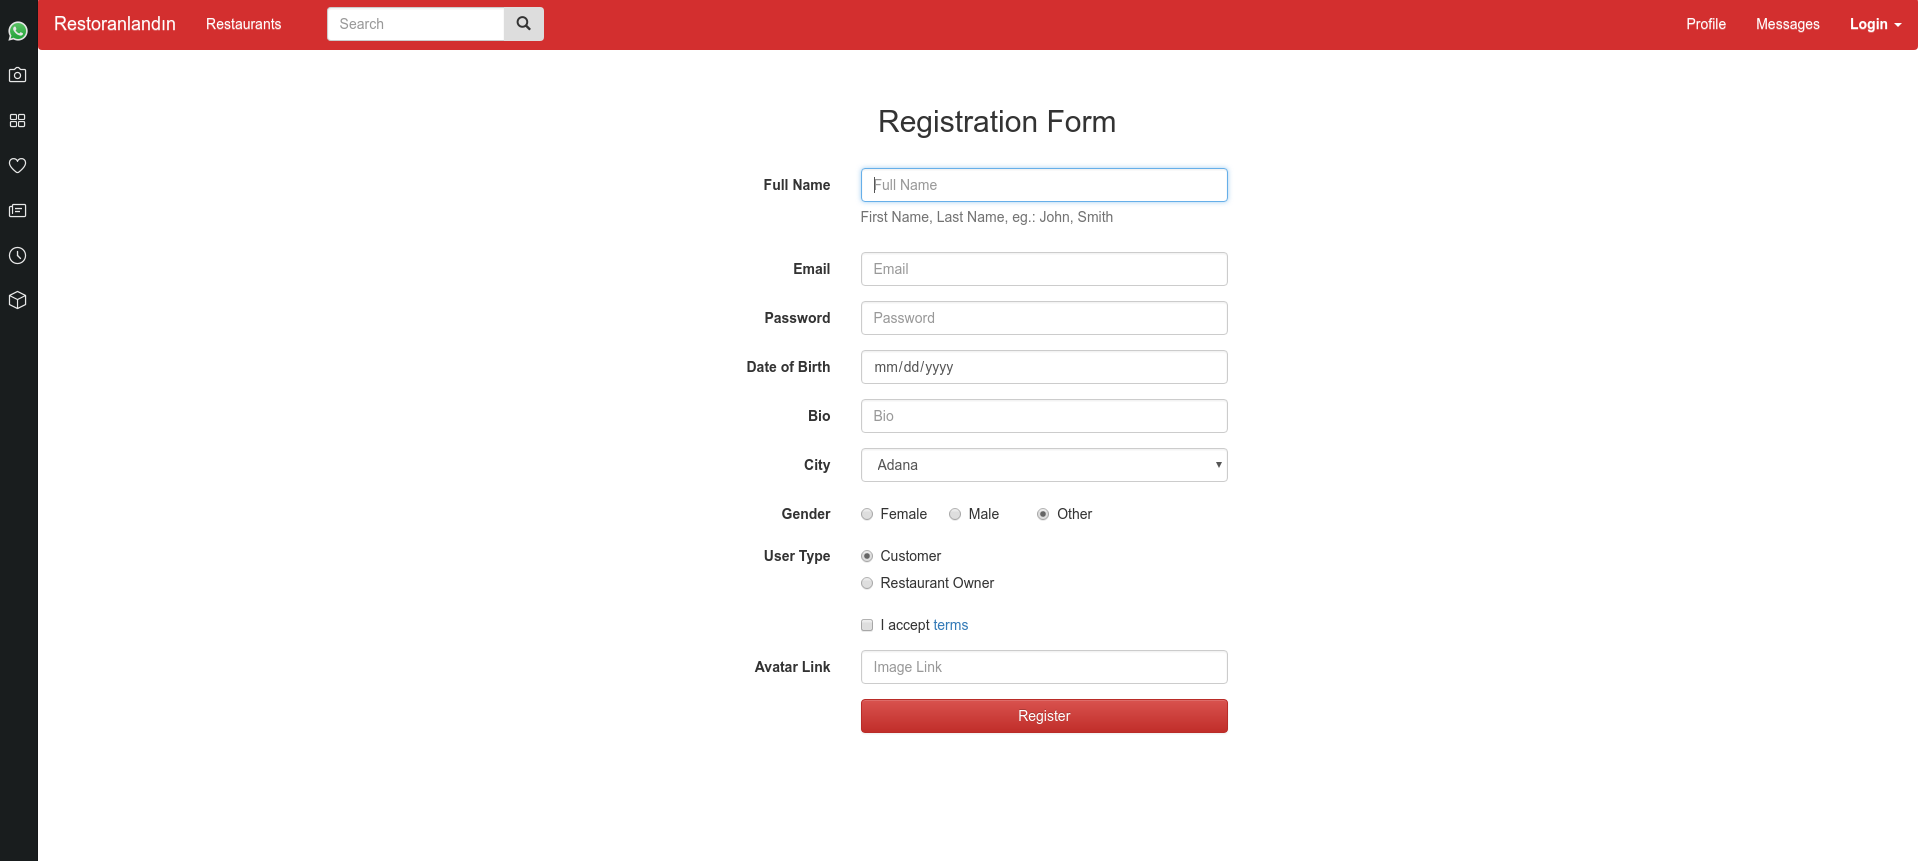 Restoranlandın Restaurants Search Profile Messages Login
Registration Form
Full Name Full Name
First Name, Last Name, eg.: John, Smith
Email Email
Password Password
Date of Birth mm/dd/yyyy
Bio Bio
City Adana
Gender Female Male Other
User Type Customer
Restaurant Owner
I accept terms
Avatar Link Image Link
Register